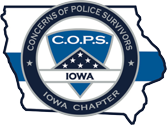 CONCERNS OF POLICE SURVIVORS
C.O.P.S.
IOWA
IOWA CHAPTER